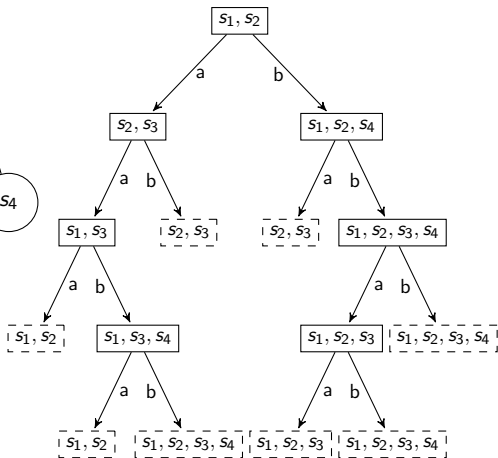 s₁, s₂
a b
s₂, s₃ s₁, s₂, s₄
a b a b
s₄
s₁, s₃ s₂, s₃ s₂, s₃ s₁, s₂, s₃, s₄
a b a b
s₁, s₂ s₁, s₃, s₄ s₁, s₂, s₃ s₁, s₂, s₃, s₄
a b a b
s₁, s₂ s₁, s₂, s₃, s₄ s₁, s₂, s₃ s₁, s₂, s₃, s₄